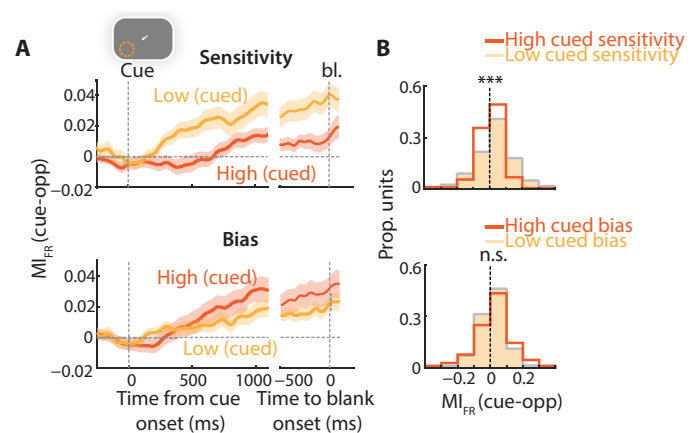 A
Cue
Sensitivity
bl.
0.04
0.02
0
−0.02
Low (cued)
High (cued)
MI_FR (cue-opp)
Bias
0.04
0.02
0
−0.02
High (cued)
Low (cued)
0
500
1000
−500
0
Time from cue
onset (ms)
Time to blank
onset (ms)
B
High cued sensitivity
Low cued sensitivity
***
0.6
0.3
0
Prop. units
High cued bias
Low cued bias
n.s.
0.6
0.3
0
−0.2
0
0.2
MI_FR (cue-opp)